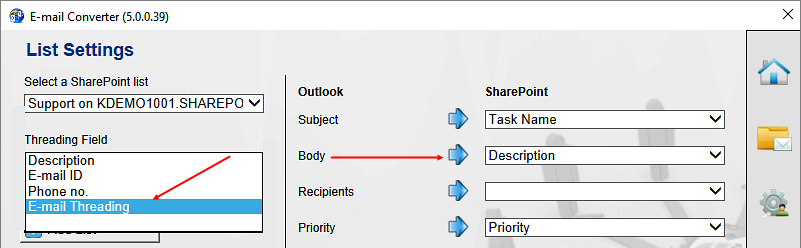 E-mail Converter (5.0.0.39)
List Settings
Select a SharePoint list
Support on KDEMO1001.SHAREPO
Threading Field
Description
E-mail ID
Phone no.
E-mail Threading
Add List
Outlook SharePoint
Subject Task Name
Body Description
Recipients
Priority Priority